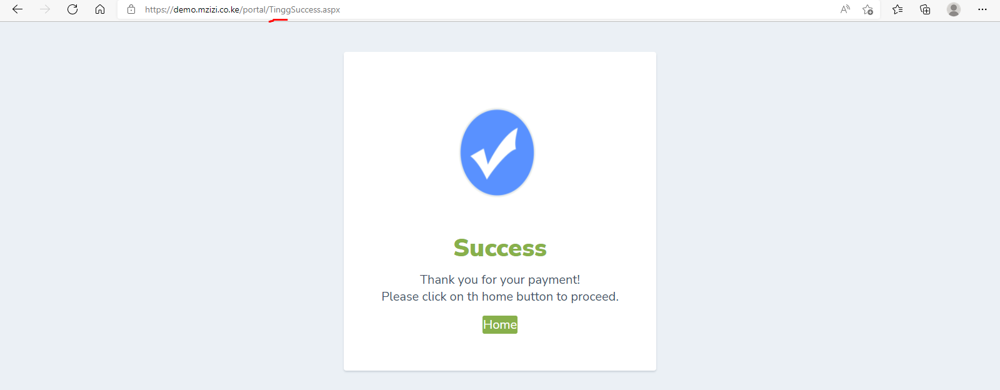 https://demo.mzizi.co.ke/portal/TinggSuccess.aspx
Success
Thank you for your payment!
Please click on th home button to proceed.
Home